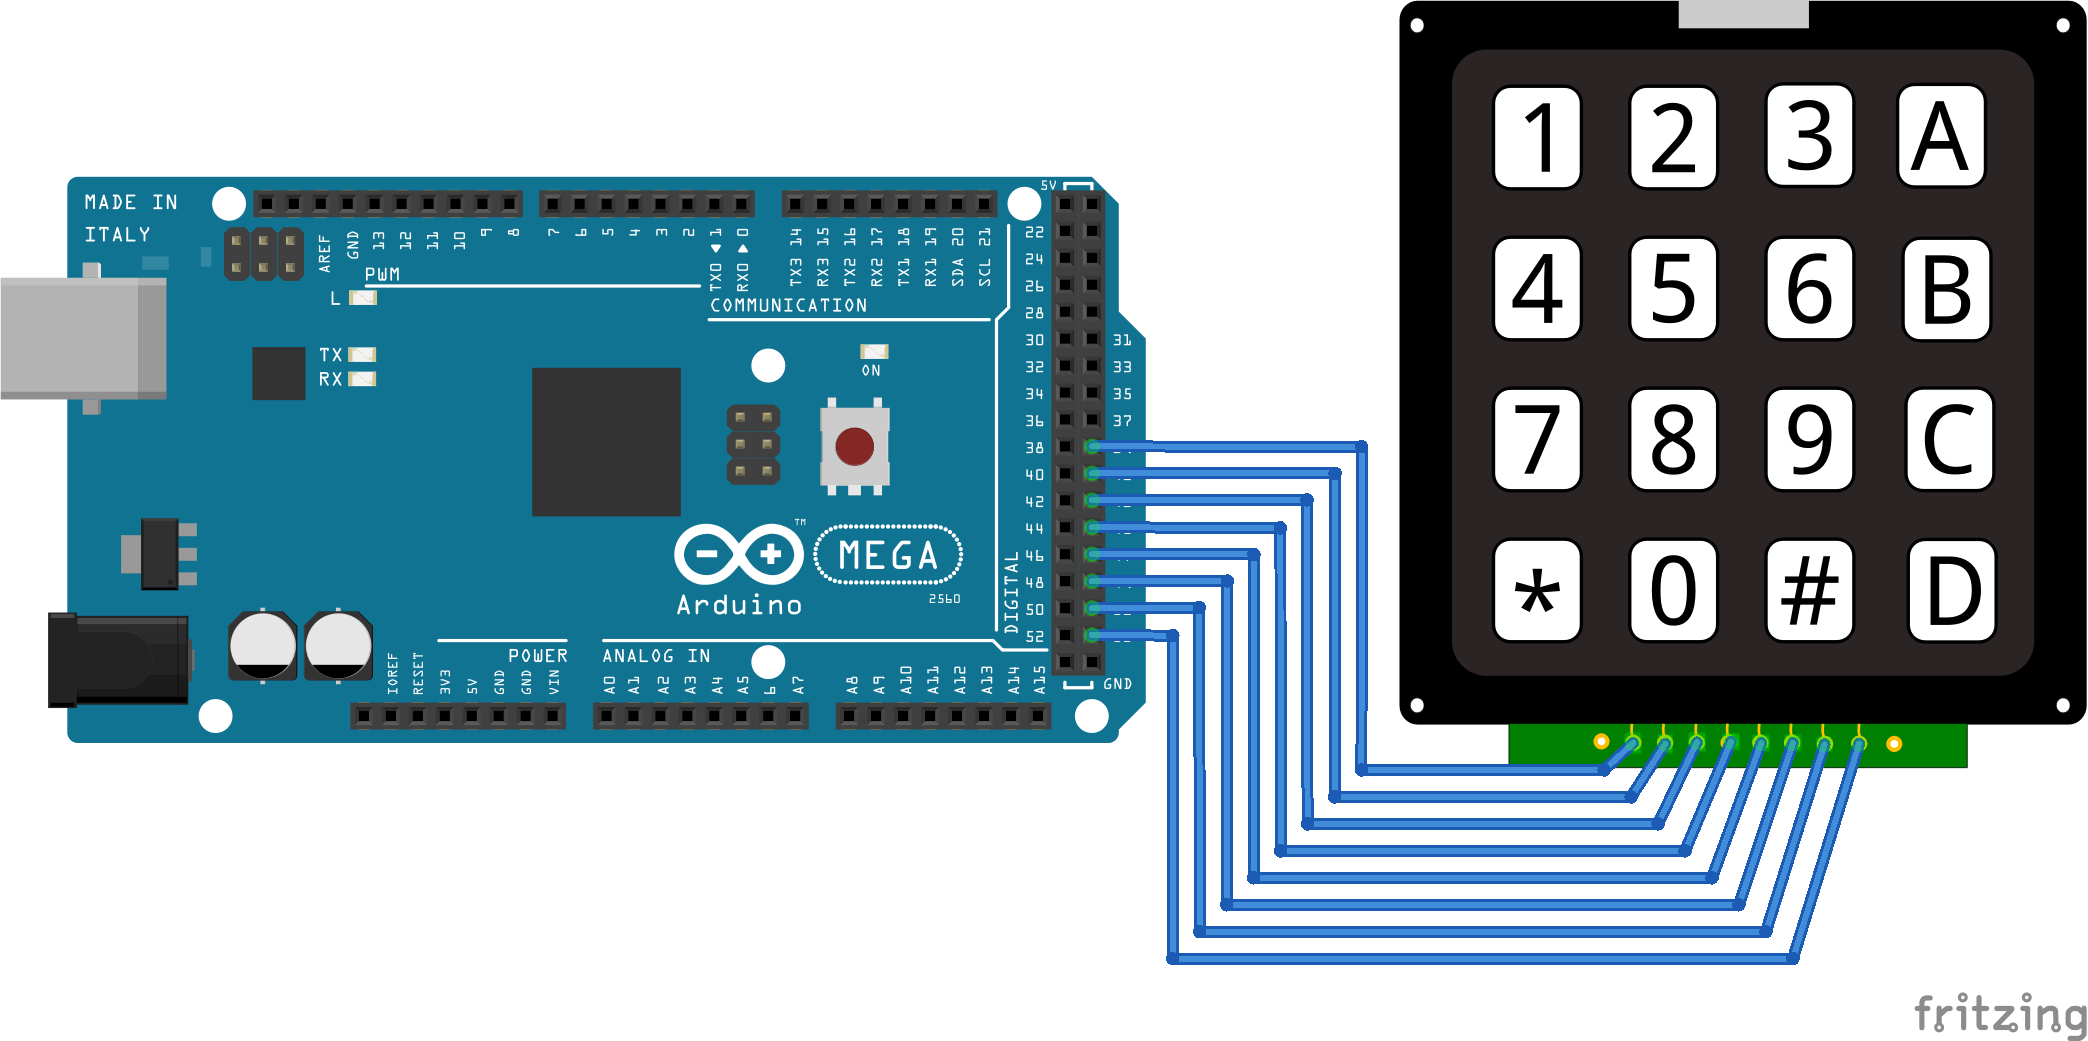 MADE IN
ITALY
AREF
GND
13
12
11
10
9
8
7
6
5
4
3
2
TX0 ◀ 1
RX0 ▶ 0
TX3 14
RX3 15
TX2 16
RX2 17
TX1 18
RX1 19
SDA 20
SCL 21
5V
PWM
L
COMMUNICATION
TX
RX
ON
22
24
26
28
30 31
32 33
34 35
36 37
38
40
42
44
46
48
50
52
DIGITAL
GND
TM
MEGA
2560
Arduino
POWER
ANALOG IN
IOREF
RESET
3V3
5V
GND
GND
VIN
A0
A1
A2
A3
A4
A5
6
A7
A8
A9
A10
A11
A12
A13
A14
A15
1 2 3 A
4 5 6 B
7 8 9 C
* 0 # D
fritzing